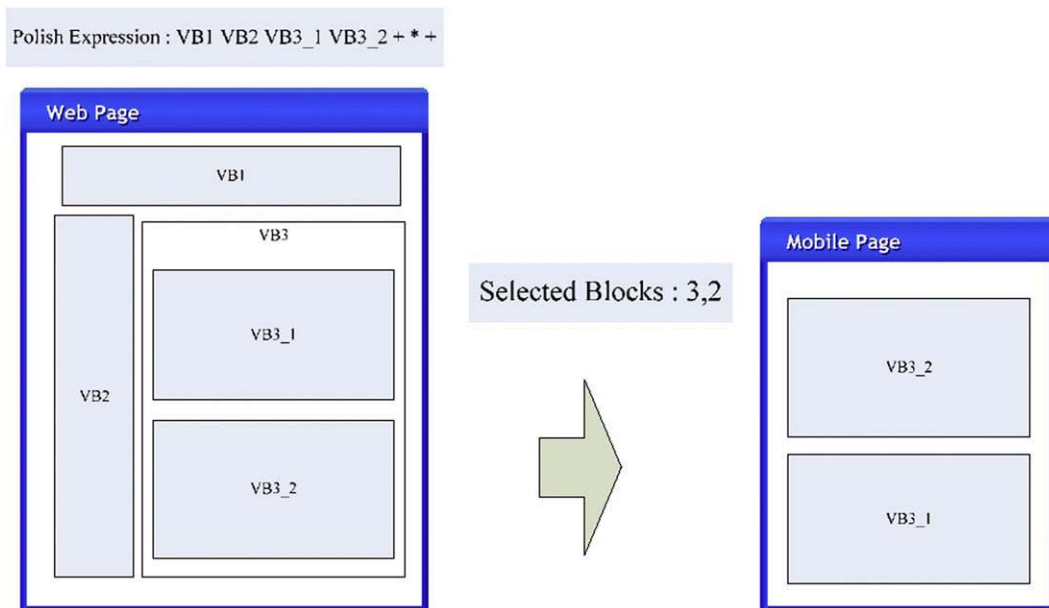 Polish Expression : VB1 VB2 VB3_1 VB3_2 + * +
Web Page
VB1
VB2
VB3
VB3_1
VB3_2
Selected Blocks : 3,2
Mobile Page
VB3_2
VB3_1